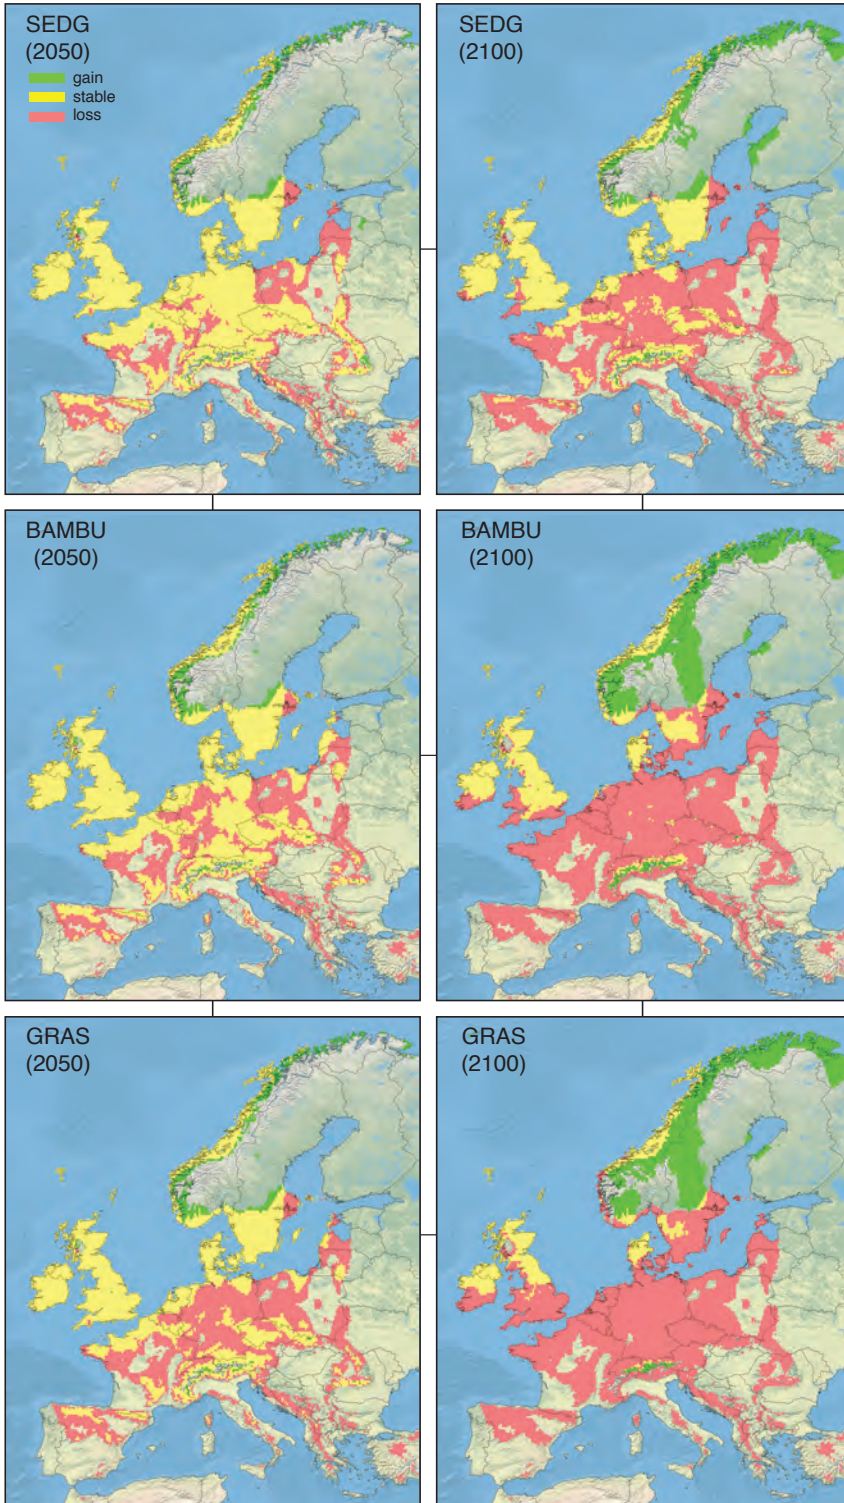 SEDG
(2050)
gain
stable
loss
SEDG
(2100)
BAMBU
(2050)
BAMBU
(2100)
GRAS
(2050)
GRAS
(2100)